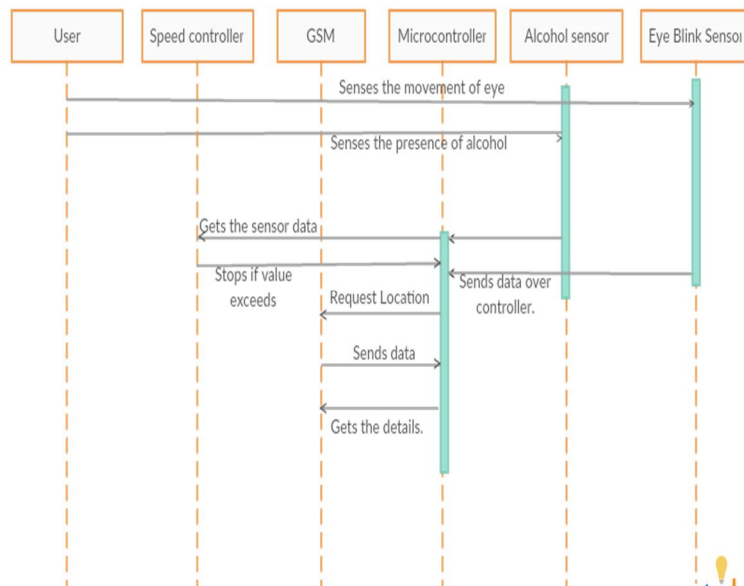 User
Speed controller
GSM
Microcontroller
Alcohol sensor
Eye Blink Sensor
Senses the movement of eye
Senses the presence of alcohol
Gets the sensor data
Stops if value
exceeds
Sends data over
controller.
Request Location
Sends data
Gets the details.